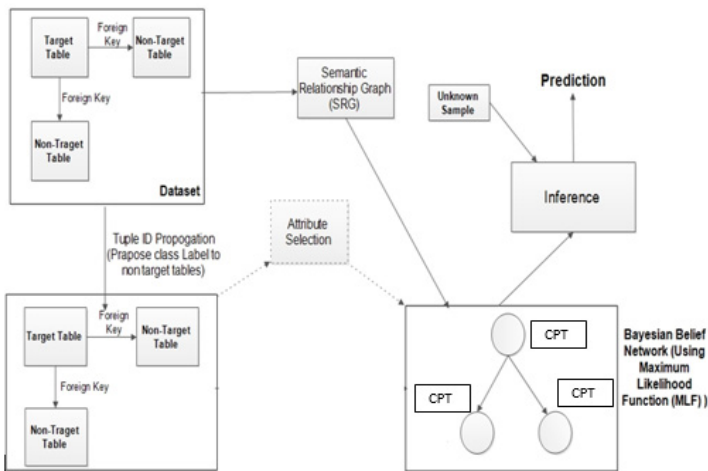 Target
Table
Foreign
Key
Non-Target
Table
Foreign Key
Non-Traget
Table
Dataset
Semantic
Relationship Graph
(SRG)
Unknown
Sample
Prediction
Inference
Tuple ID Propogation
(Prapose class Label to
non target tables)
Attribute
Selection
Target Table
Foreign
Key
Non-Target
Table
Foreign Key
Non-Traget
Table
CPT
CPT
CPT
Bayesian Belief
Network (Using
Maximum
Likelihood
Function (MLF) )